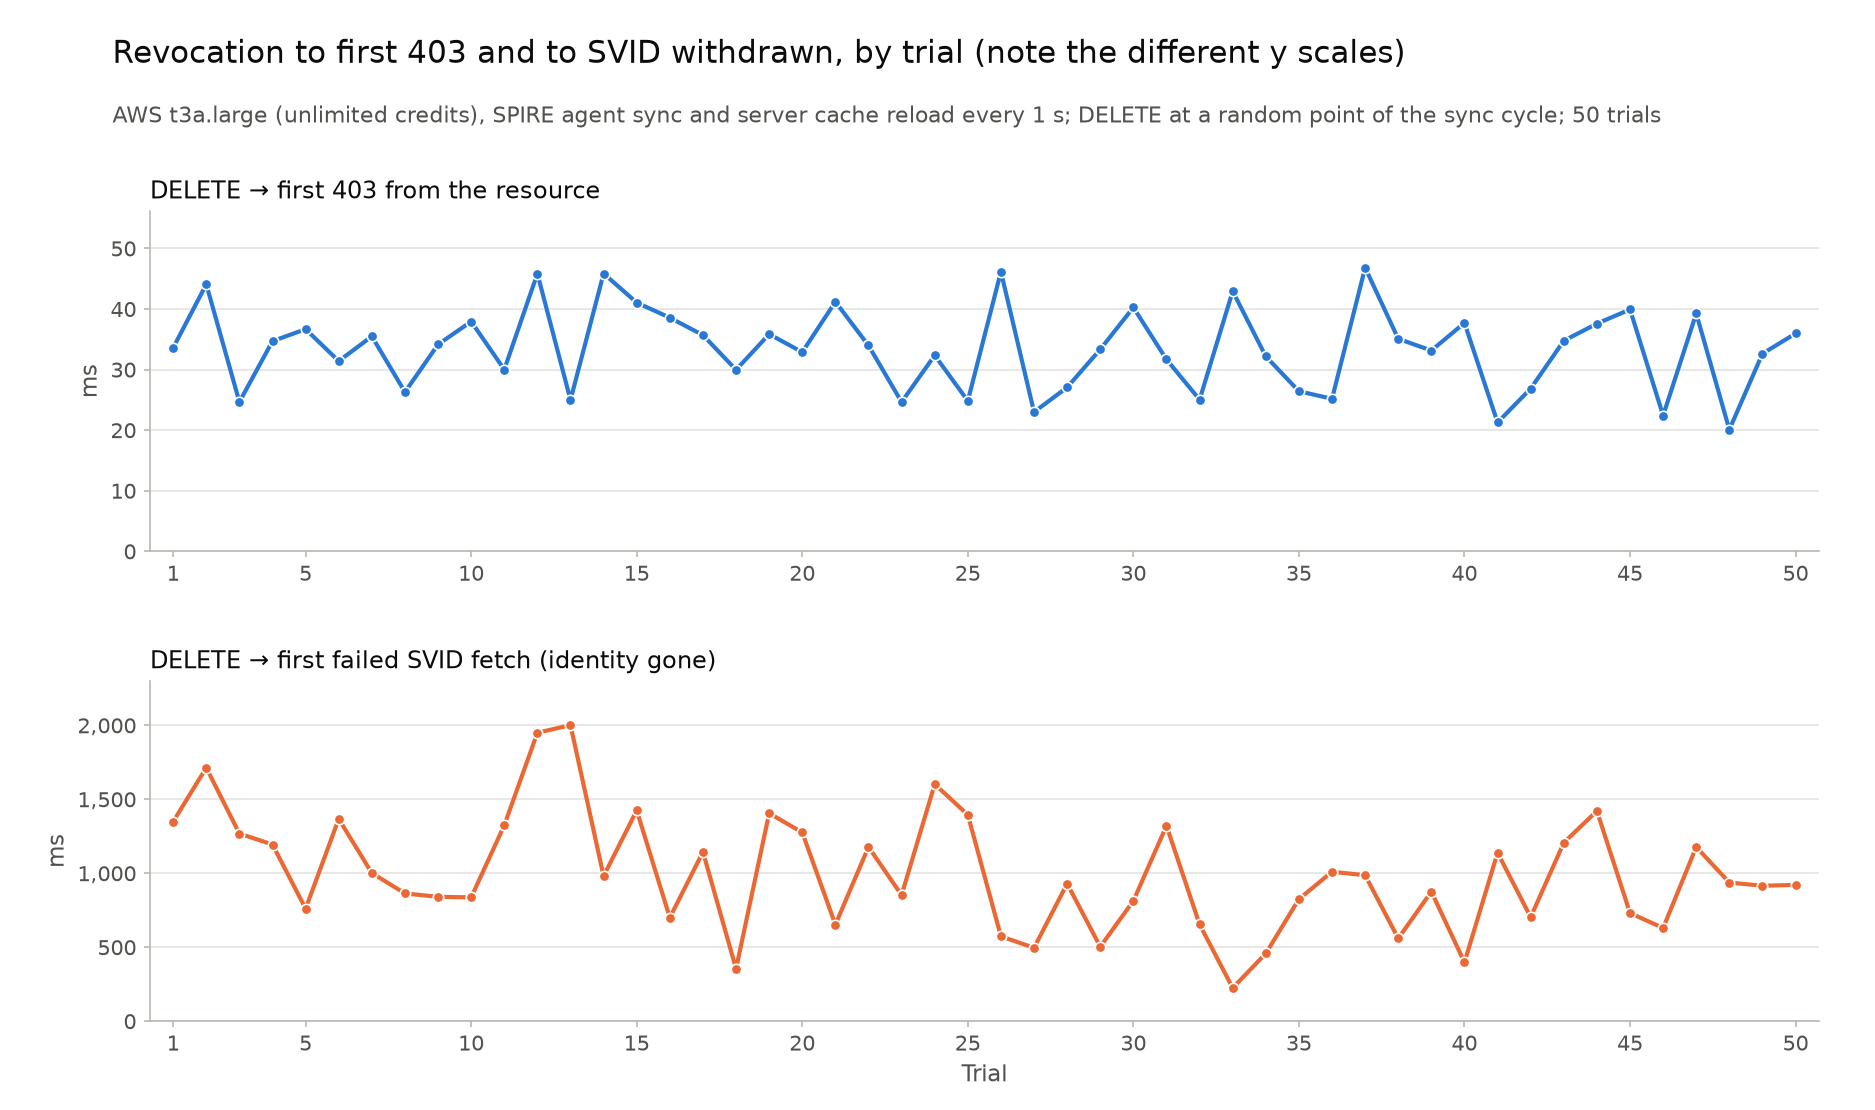 Revocation to first 403 and to SVID withdrawn, by trial (note the different y scales)
AWS t3a.large (unlimited credits), SPIRE agent sync and server cache reload every 1 s; DELETE at a random point of the sync cycle; 50 trials
DELETE → first 403 from the resource
50
40
30
20
10
0
ms
1 5 10 15 20 25 30 35 40 45 50
DELETE → first failed SVID fetch (identity gone)
2,000
1,500
1,000
500
0
ms
1 5 10 15 20 25 30 35 40 45 50
Trial